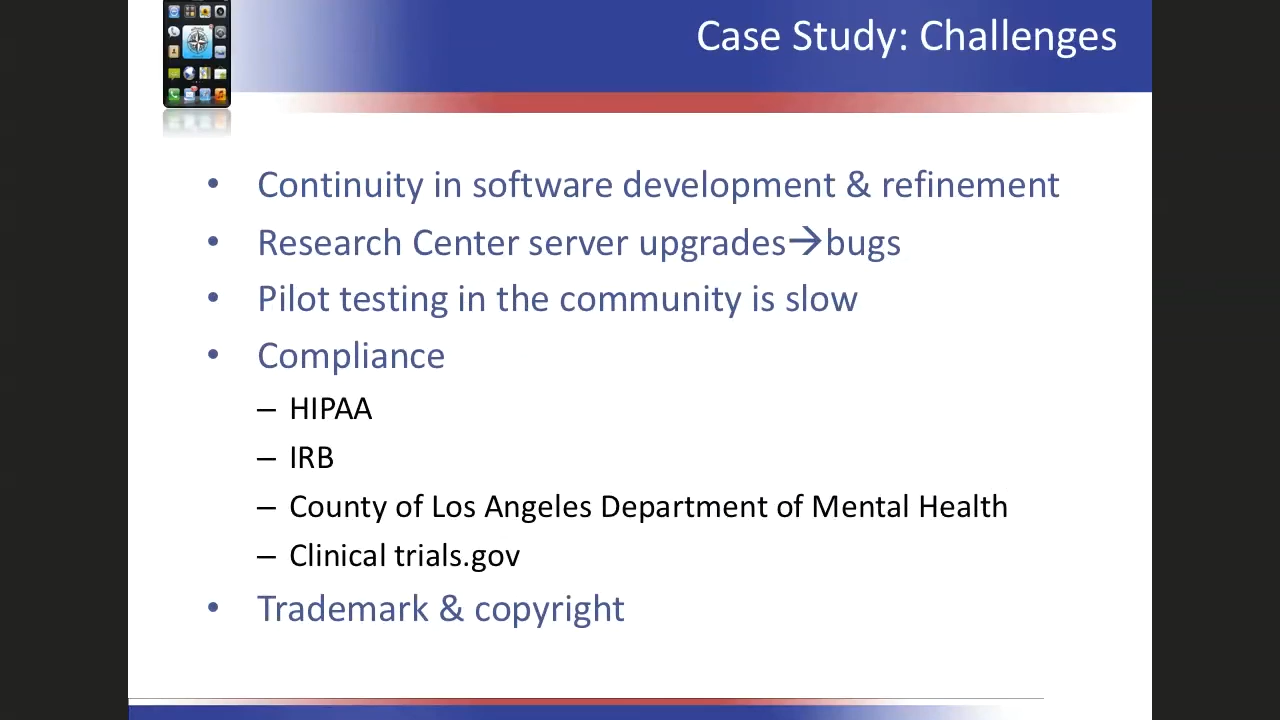 Case Study: Challenges
• Continuity in software development & refinement
• Research Center server upgrades→bugs
• Pilot testing in the community is slow
• Compliance
– HIPAA
– IRB
– County of Los Angeles Department of Mental Health
– Clinical trials.gov
• Trademark & copyright